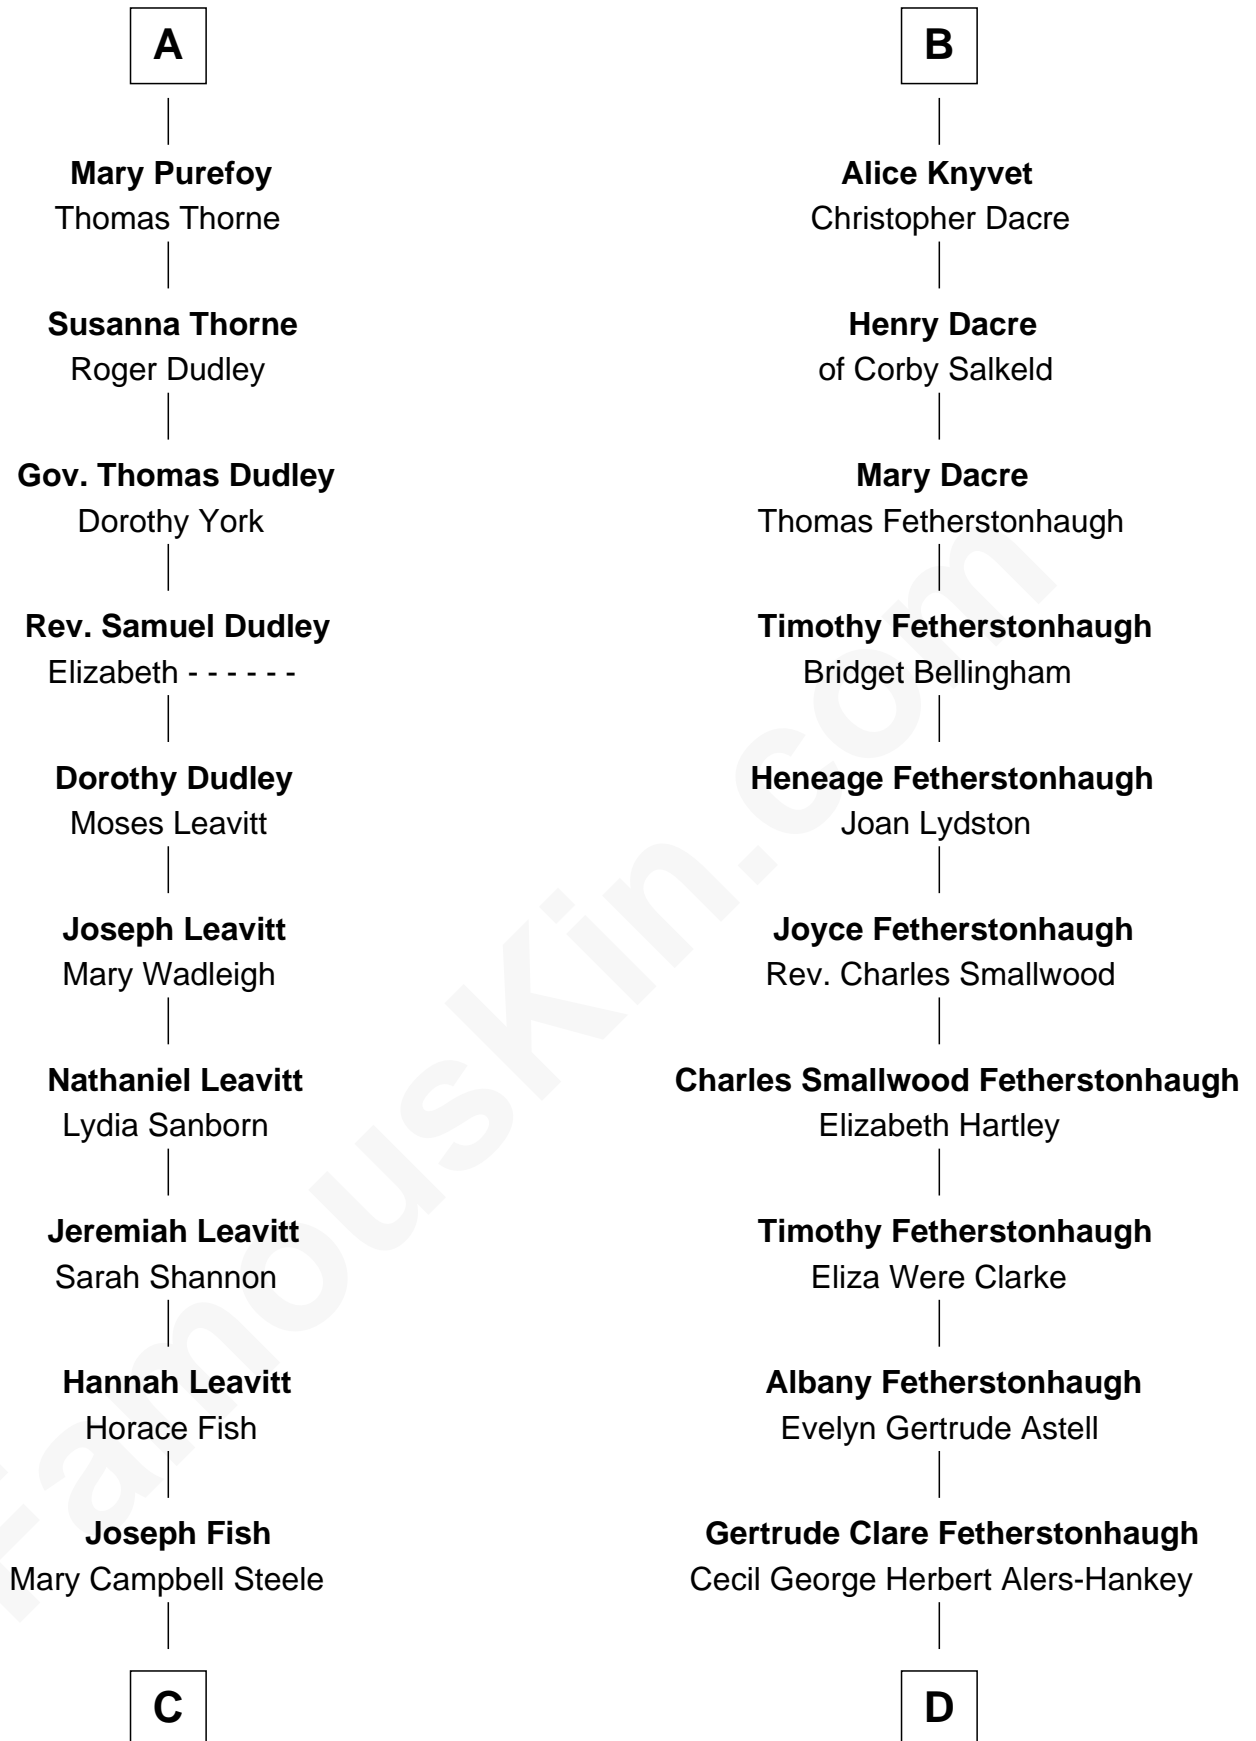 A
Mary Purefoy
Thomas Thorne
Susanna Thorne
Roger Dudley
Gov. Thomas Dudley
Dorothy York
Rev. Samuel Dudley
Elizabeth - - - - - -
Dorothy Dudley
Moses Leavitt
Joseph Leavitt
Mary Wadleigh
Nathaniel Leavitt
Lydia Sanborn
Jeremiah Leavitt
Sarah Shannon
Hannah Leavitt
Horace Fish
Joseph Fish
Mary Campbell Steele
C
B
Alice Knyvet
Christopher Dacre
Henry Dacre
of Corby Salkeld
Mary Dacre
Thomas Fetherstonhaugh
Timothy Fetherstonhaugh
Bridget Bellingham
Heneage Fetherstonhaugh
Joan Lydston
Joyce Fetherstonhaugh
Rev. Charles Smallwood
Charles Smallwood Fetherstonhaugh
Elizabeth Hartley
Timothy Fetherstonhaugh
Eliza Were Clarke
Albany Fetherstonhaugh
Evelyn Gertrude Astell
Gertrude Clare Fetherstonhaugh
Cecil George Herbert Alers-Hankey
D
FamousKin.com